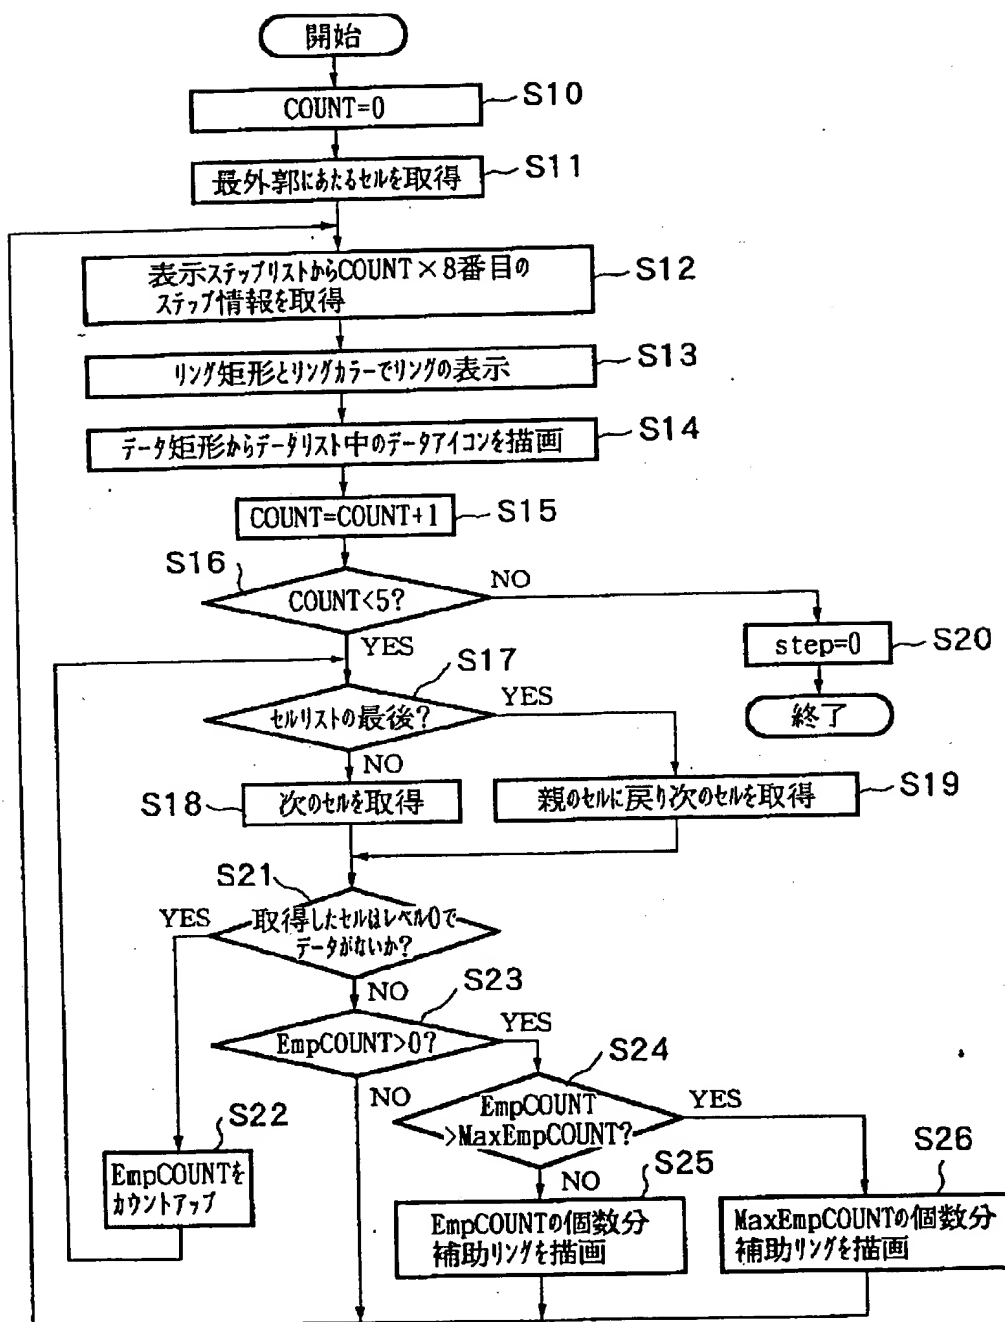 開始
COUNT=0
S10
最外郭にあたるセルを取得
S11
表示ステップリストからCOUNT×8番目の
ステップ情報を取得
S12
リング矩形とリングカラーでリングの表示
S13
データ矩形からデータリスト中のデータアイコンを描画
S14
COUNT=COUNT+1
S15
S16
COUNT<5?
NO
YES
step=0
S20
終了
S17
セルリストの最後?
YES
NO
S18
次のセルを取得
親のセルに戻り次のセルを取得
S19
S21
YES
取得したセルはレベル0で
データがないか?
NO
S23
EmpCOUNT>0?
YES
NO
S24
EmpCOUNT
>MaxEmpCOUNT?
YES
NO
S22
EmpCOUNTを
カウントアップ
S25
EmpCOUNTの個数分
補助リングを描画
S26
MaxEmpCOUNTの個数分
補助リングを描画